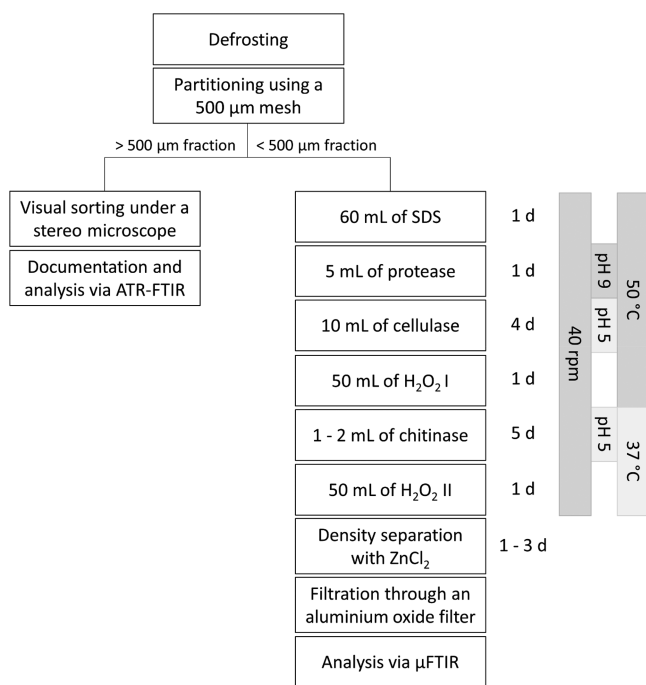 Defrosting
Partitioning using a
500 µm mesh
> 500 µm fraction
< 500 µm fraction
Visual sorting under a
stereo microscope
Documentation and
analysis via ATR-FTIR
60 mL of SDS
1 d
5 mL of protease
1 d
10 mL of cellulase
4 d
50 mL of H₂O₂ I
1 d
1 - 2 mL of chitinase
5 d
50 mL of H₂O₂ II
1 d
Density separation
with ZnCl₂
1 - 3 d
Filtration through an
aluminium oxide filter
Analysis via µFTIR
40 rpm
pH 9
pH 5
pH 5
50 °C
37 °C